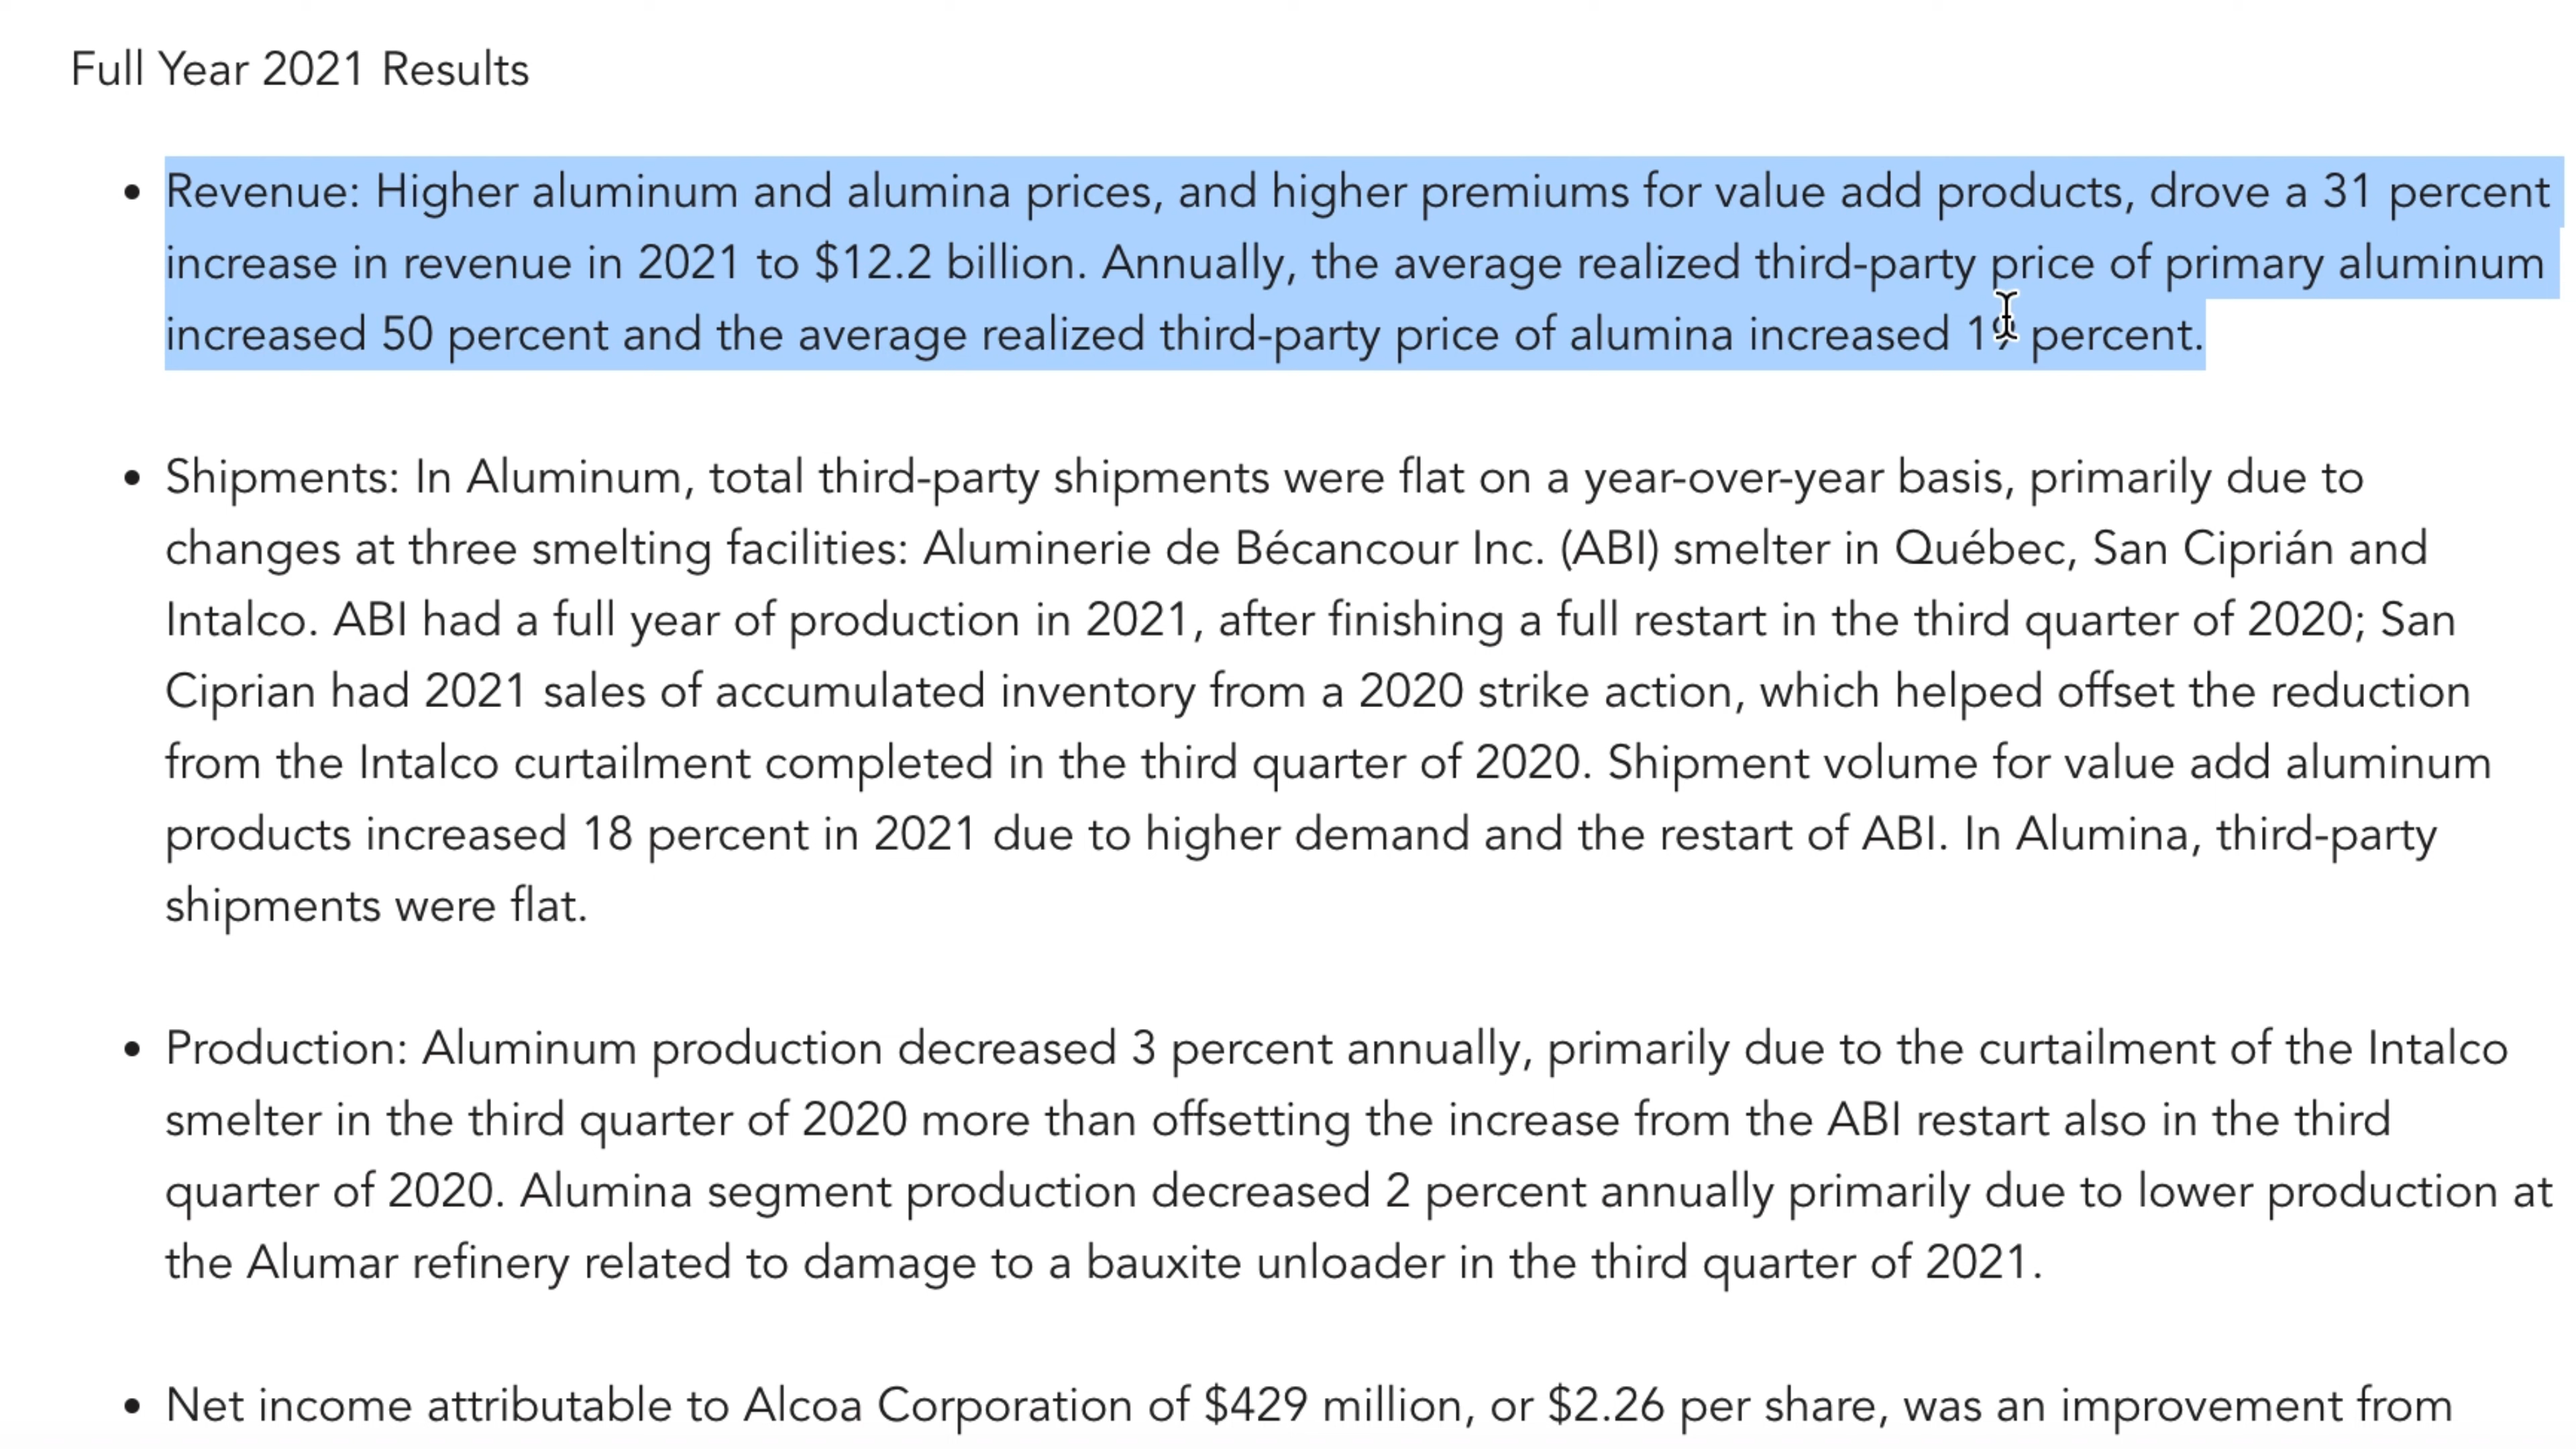 Full Year 2021 Results
• Revenue: Higher aluminum and alumina prices, and higher premiums for value add products, drove a 31 percent
increase in revenue in 2021 to $12.2 billion. Annually, the average realized third-party price of primary aluminum
increased 50 percent and the average realized third-party price of alumina increased 19 percent.
• Shipments: In Aluminum, total third-party shipments were flat on a year-over-year basis, primarily due to
changes at three smelting facilities: Aluminerie de Bécancour Inc. (ABI) smelter in Québec, San Ciprián and
Intalco. ABI had a full year of production in 2021, after finishing a full restart in the third quarter of 2020; San
Ciprian had 2021 sales of accumulated inventory from a 2020 strike action, which helped offset the reduction
from the Intalco curtailment completed in the third quarter of 2020. Shipment volume for value add aluminum
products increased 18 percent in 2021 due to higher demand and the restart of ABI. In Alumina, third-party
shipments were flat.
• Production: Aluminum production decreased 3 percent annually, primarily due to the curtailment of the Intalco
smelter in the third quarter of 2020 more than offsetting the increase from the ABI restart also in the third
quarter of 2020. Alumina segment production decreased 2 percent annually primarily due to lower production at
the Alumar refinery related to damage to a bauxite unloader in the third quarter of 2021.
• Net income attributable to Alcoa Corporation of $429 million, or $2.26 per share, was an improvement from